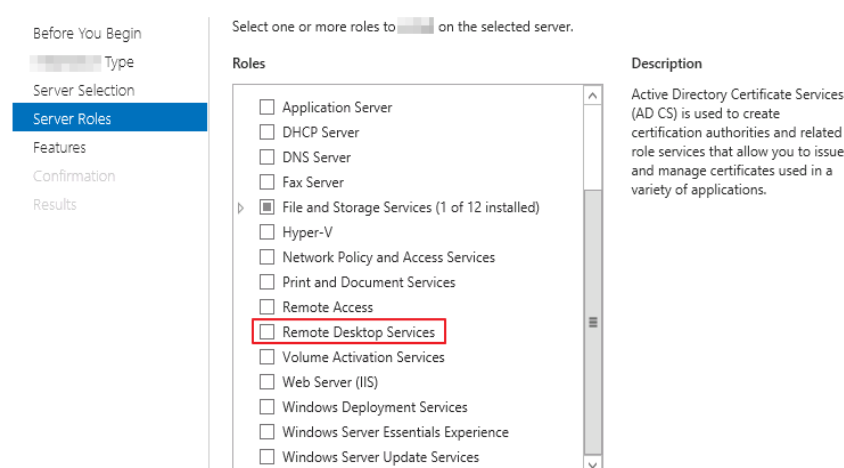 Before You Begin
Type
Server Selection
Server Roles
Features
Confirmation
Results
Select one or more roles to on the selected server.
Roles
Application Server
DHCP Server
DNS Server
Fax Server
File and Storage Services (1 of 12 installed)
Hyper-V
Network Policy and Access Services
Print and Document Services
Remote Access
Remote Desktop Services
Volume Activation Services
Web Server (IIS)
Windows Deployment Services
Windows Server Essentials Experience
Windows Server Update Services
Description
Active Directory Certificate Services
(AD CS) is used to create
certification authorities and related
role services that allow you to issue
and manage certificates used in a
variety of applications.